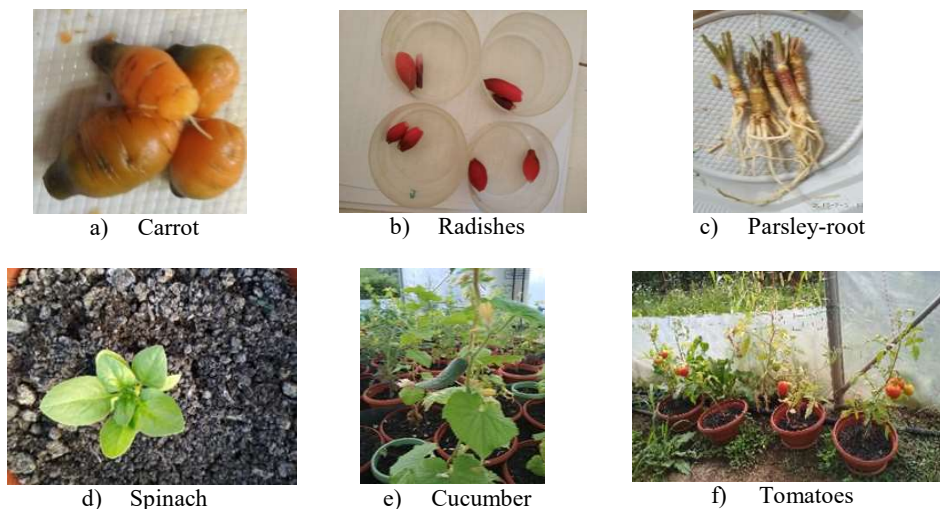 a) Carrot
b) Radishes
c) Parsley-root
d) Spinach
e) Cucumber
f) Tomatoes